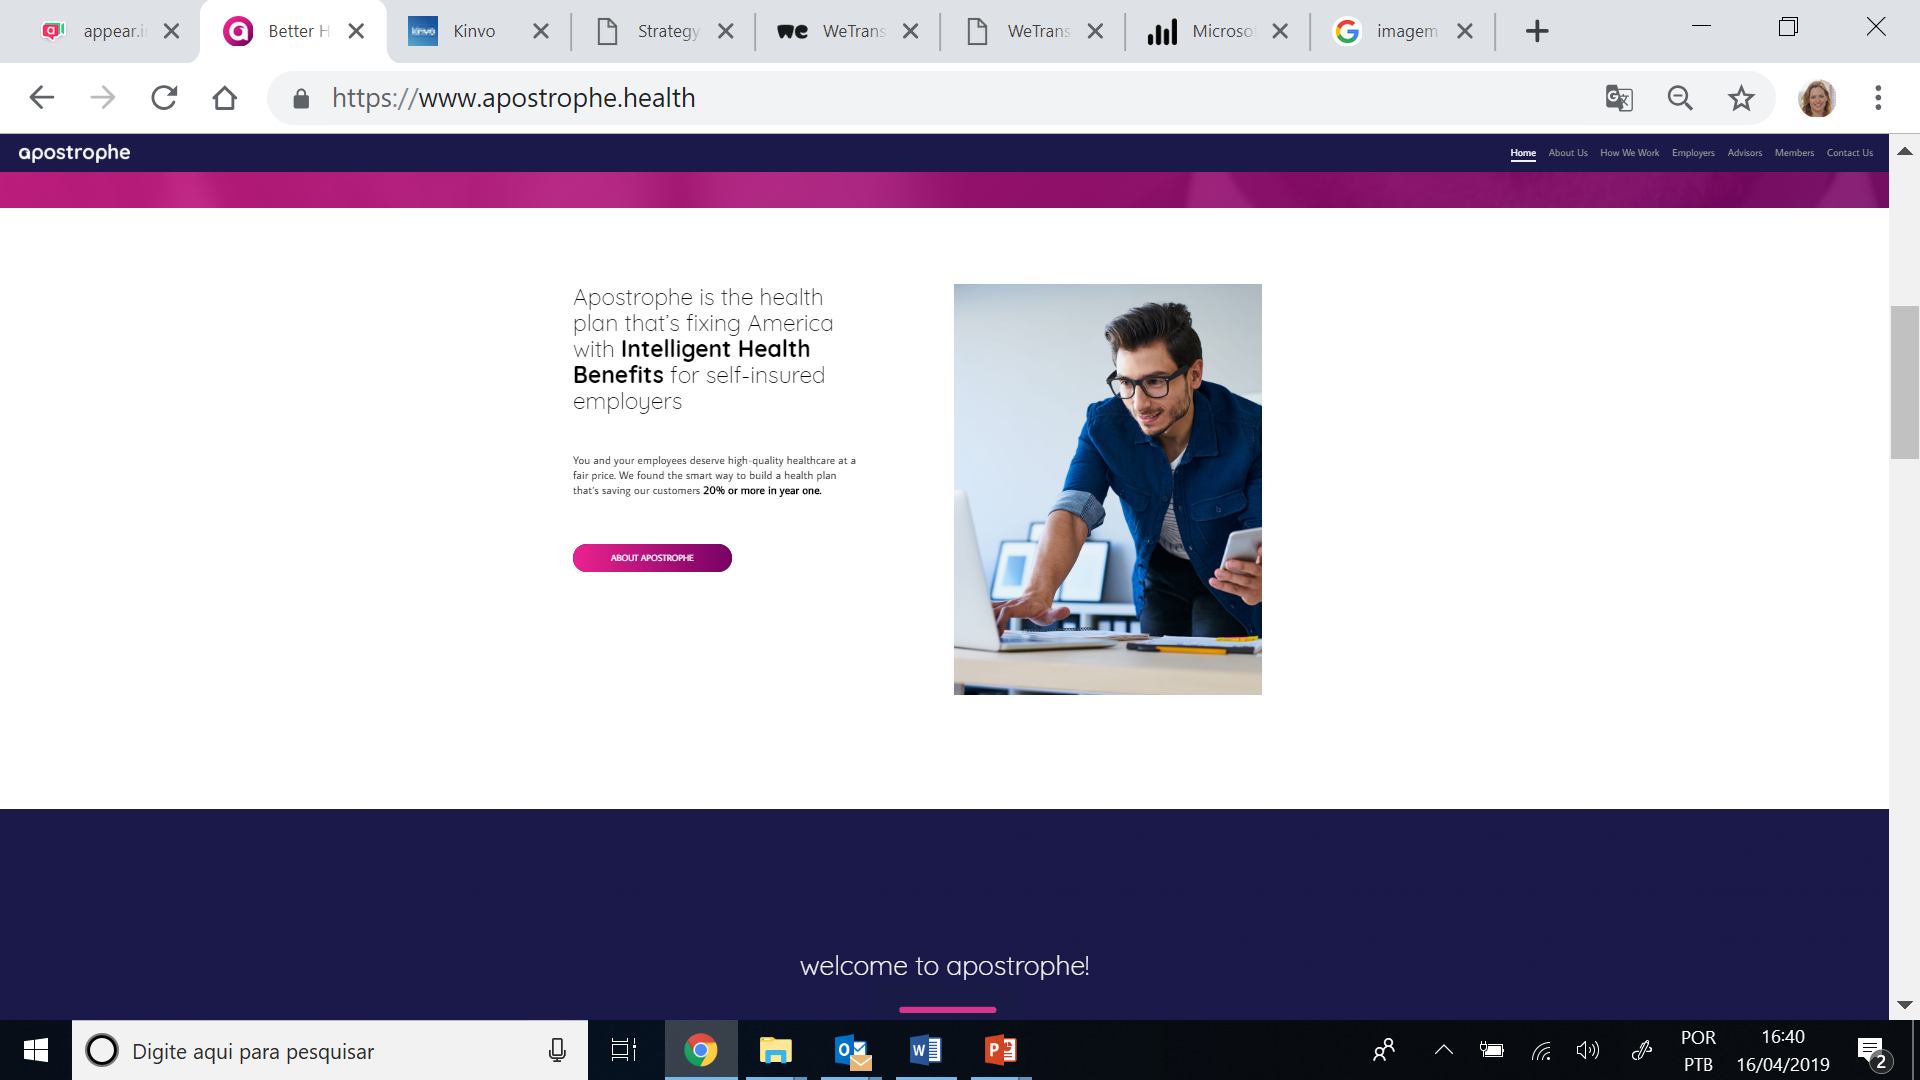 appear.i
Better H
Kinvo
Strategy
WeTrans
WeTrans
Microso
imagem
https://www.apostrophe.health
apostrophe
Home About Us How We Work Employers Advisors Members Contact Us
Apostrophe is the health
plan that's fixing America
with Intelligent Health
Benefits for self-insured
employers
You and your employees deserve high-quality healthcare at a
fair price. We found the smart way to build a health plan
that's saving our customers 20% or more in year one.
ABOUT APOSTROPHE
welcome to apostrophe!
Digite aqui para pesquisar
POR
PTB
16:40
16/04/2019
2